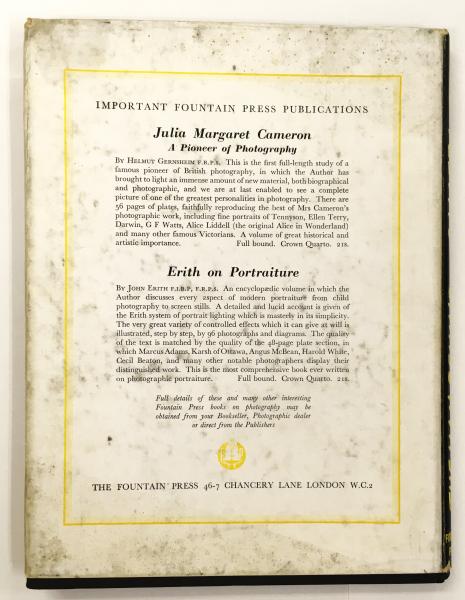 IMPORTANT FOUNTAIN PRESS PUBLICATIONS
Julia Margaret Cameron
A Pioneer of Photography
BY HELMUT GERNSHEIM F.R.P.S. This is the first full-length study of a
famous pioneer of British photography, in which the Author has
brought to light an immense amount of new material, both biographical
and photographic, and we are at last enabled to see a complete
picture of one of the greatest personalities in photography. There are
56 pages of plates, faithfully reproducing the best of Mrs Cameron's
photographic work, including fine portraits of Tennyson, Ellen Terry,
Darwin, G F Watts, Alice Liddell (the original Alice in Wonderland)
and many other famous Victorians. A volume of great historical and
artistic importance. Full bound. Crown Quarto. 21s.
Erith on Portraiture
BY JOHN ERITH F.I.B.P, F.R.P.S. An encyclopædic volume in which the
Author discusses every aspect of modern portraiture from child
photography to screen stills. A detailed and lucid account is given of
the Erith system of portrait lighting which is masterly in its simplicity.
The very great variety of controlled effects which it can give at will is
illustrated, step by step, by 96 photographs and diagrams. The quality
of the text is matched by the quality of the 48-page plate section, in
which Marcus Adams, Karsh of Ottawa, Angus McBean, Harold White,
Cecil Beaton, and many other notable photographers display their
distinguished work. This is the most comprehensive book ever written
on photographic portraiture. Full bound. Crown Quarto. 21s.
Full details of these and many other interesting
Fountain Press books on photography may be
obtained from your Bookseller, Photographic dealer
or direct from the Publishers
THE FOUNTAIN PRESS 46-7 CHANCERY LANE LONDON W.C.2